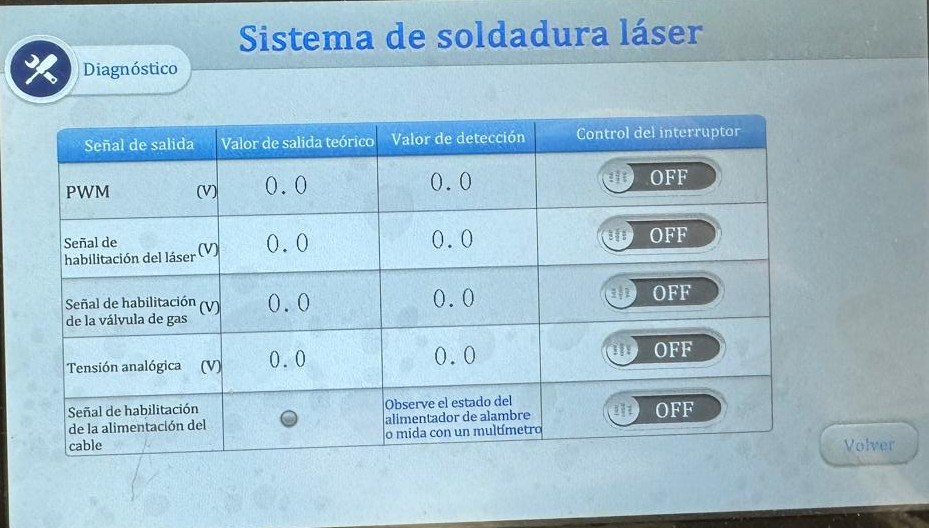 Sistema de soldadura láser
Diagnóstico
Señal de salida Valor de salida teórico Valor de detección Control del interruptor
PWM (V) 0.0 0.0 OFF
Señal de
habilitación del láser (V) 0.0 0.0 OFF
Señal de habilitación
de la válvula de gas (V) 0.0 0.0 OFF
Tensión analógica (V) 0.0 0.0 OFF
Señal de habilitación
de la alimentación del
cable
Observe el estado del
alimentador de alambre
o mida con un multímetro
OFF
Volver